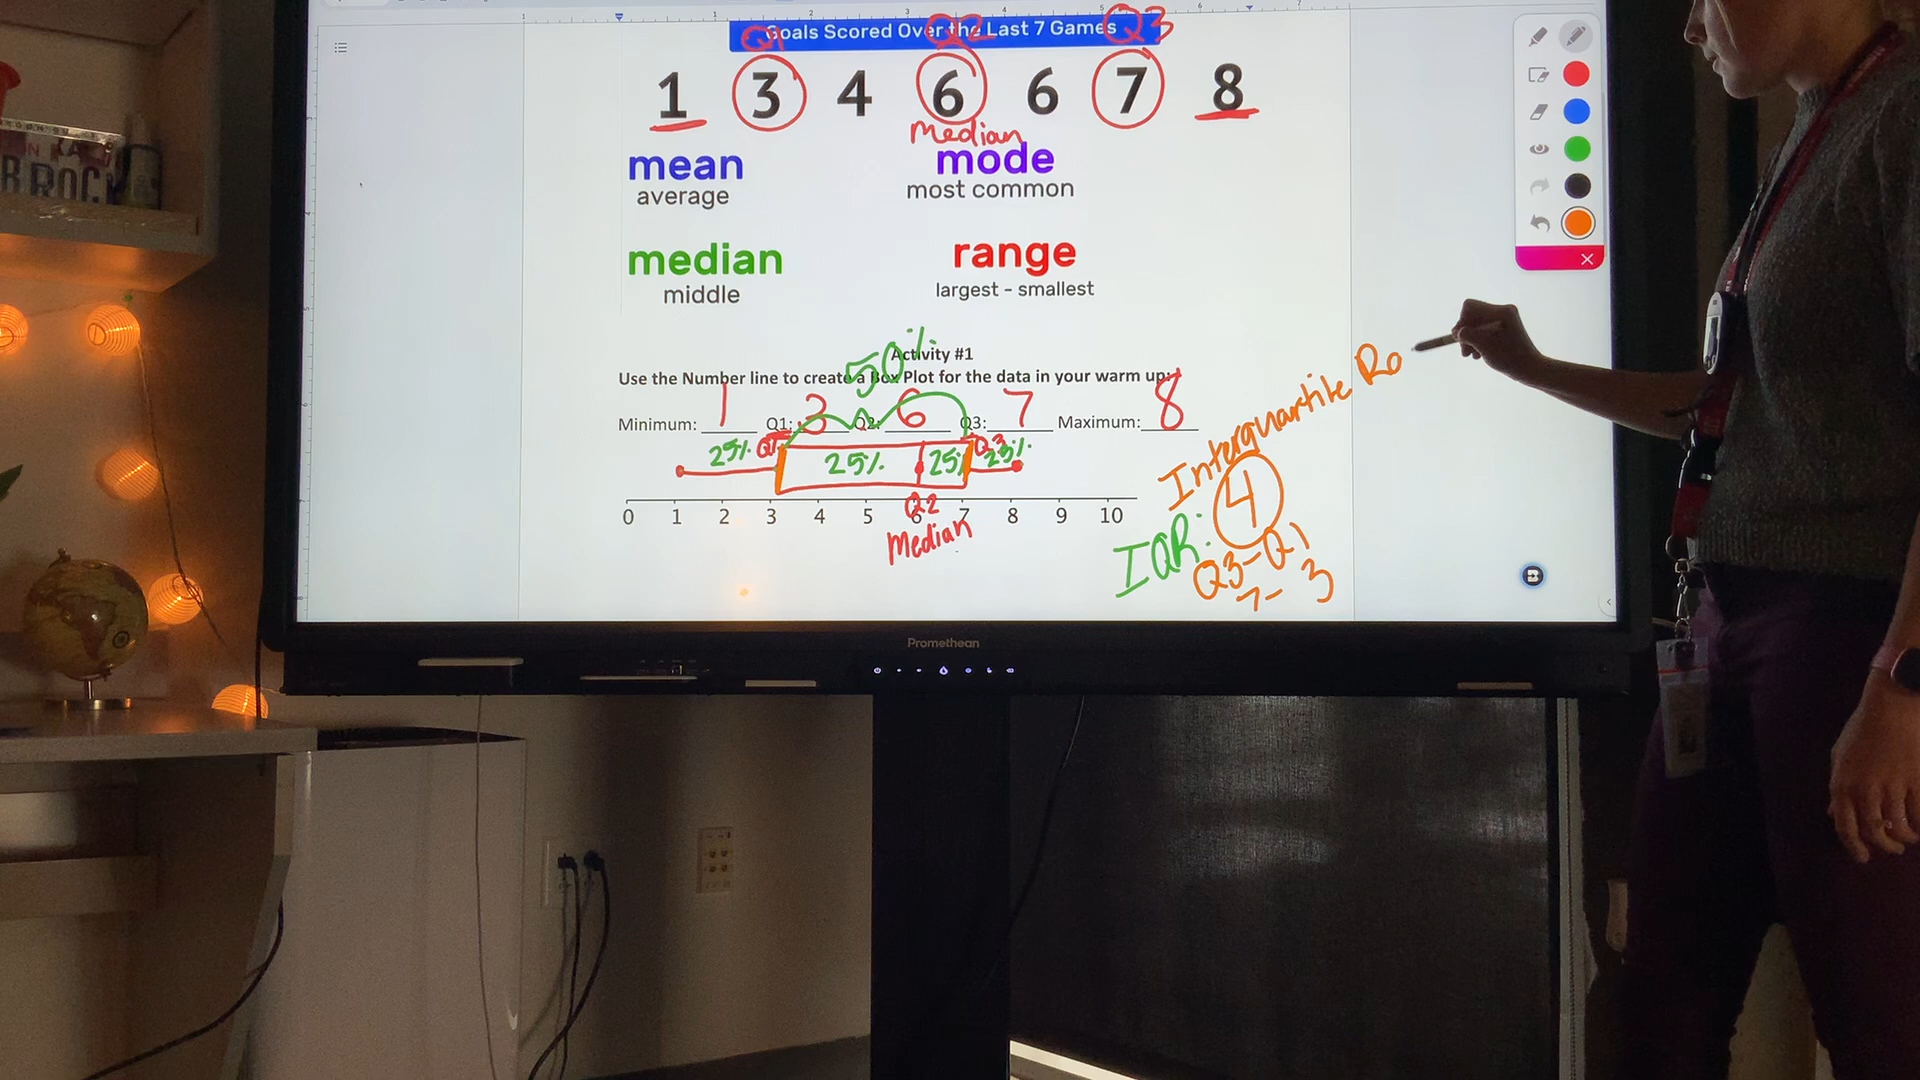 Q1 Q2 Q3
Goals Scored Over the Last 7 Games
1 3 4 6 6 7 8
Median
mean mode
average most common
median range
middle largest - smallest
50%
Activity #1
Use the Number line to create a Box Plot for the data in your warm up:
Minimum: 1 Q1: 3 Q2: 6 Q3: 7 Maximum: 8
25% Q1 25% 25% Q3 25%
0 1 2 3 4 5 6 7 8 9 10
Q2
Median
Interquartile Ra
IQR: 4
Q3-Q1
7-3
Promethean